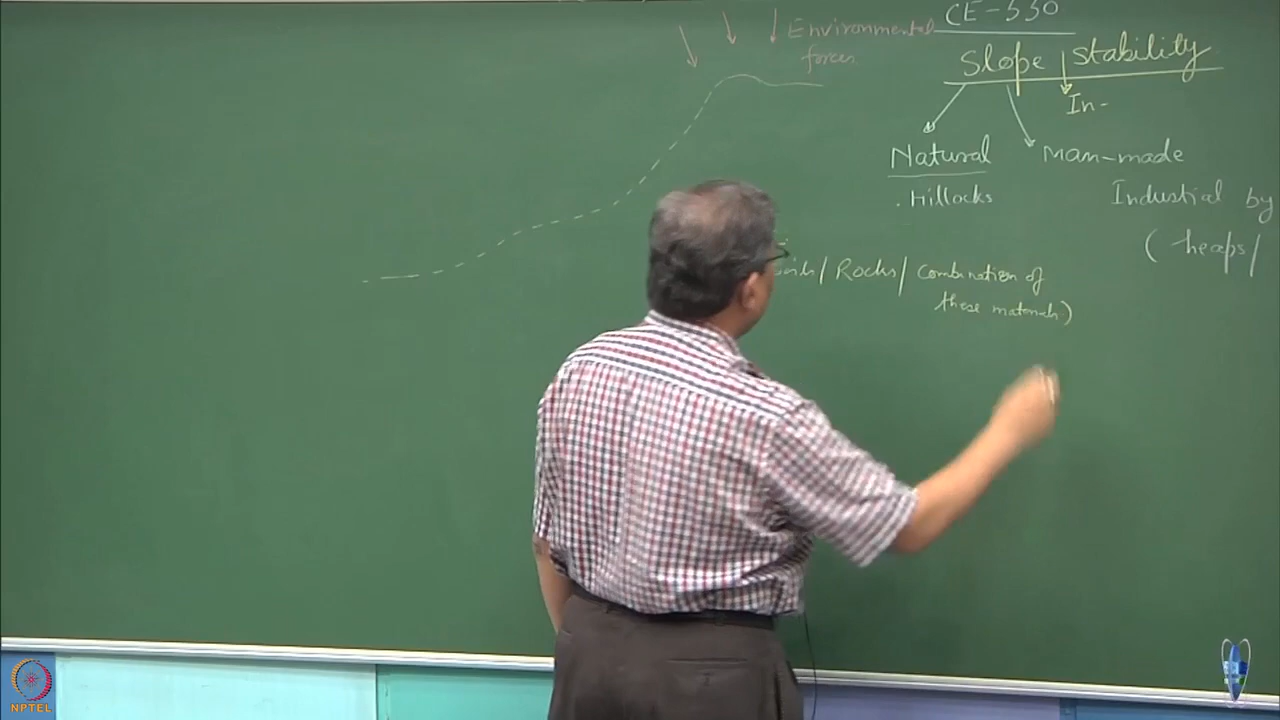 CE-330
Environmental
forces
Slope stability
In-
Natural
Man-made
Hillocks
Industrial by
(heaps/
/ Rocks / Combination of
these materials)
NPTEL